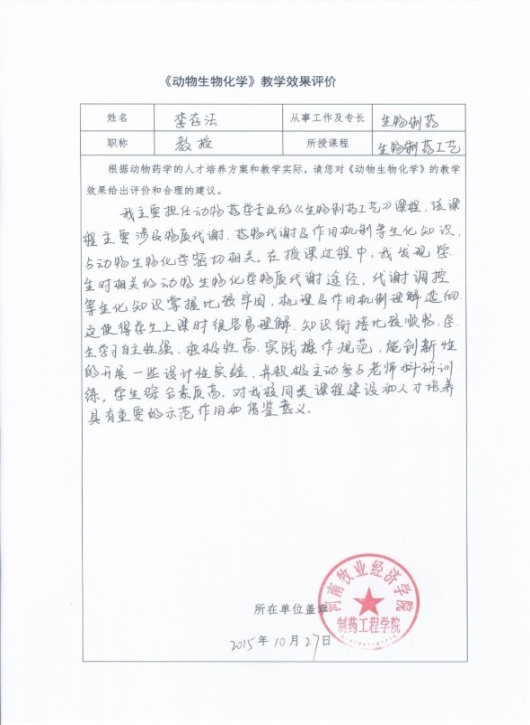 《动物生物化学》教学效果评价
姓名 李存法 从事工作及专长 生物制药
职称 教授 所授课程 生物制药工艺
根据动物药学的人才培养方案和教学实际，请您对《动物生物化学》的教学
效果给出评价和合理的建议。
我主要担任动物药学专业的《生物制药工艺》课程，该课
程主要涉及物质代谢、药物代谢及作用机制等生化知识，
与动物生物化学密切相关。在授课过程中，我发现学
生对相关的动物生物化学物质代谢途径、代谢调控
等生化知识掌握比较牢固，机理及作用机制理解透彻，
这使得学生上课时很容易理解，知识衔接比较顺畅，学
生学习自主性强，积极性高，实践操作规范，能创新性
的开展一些设计性实验，并积极主动参与老师科研训
练。学生综合素质高，对我校同类课程建设和人才培养
具有重要的示范作用和借鉴意义。
河南牧业经济学院
制药工程学院
所在单位盖章
2015年10月27日